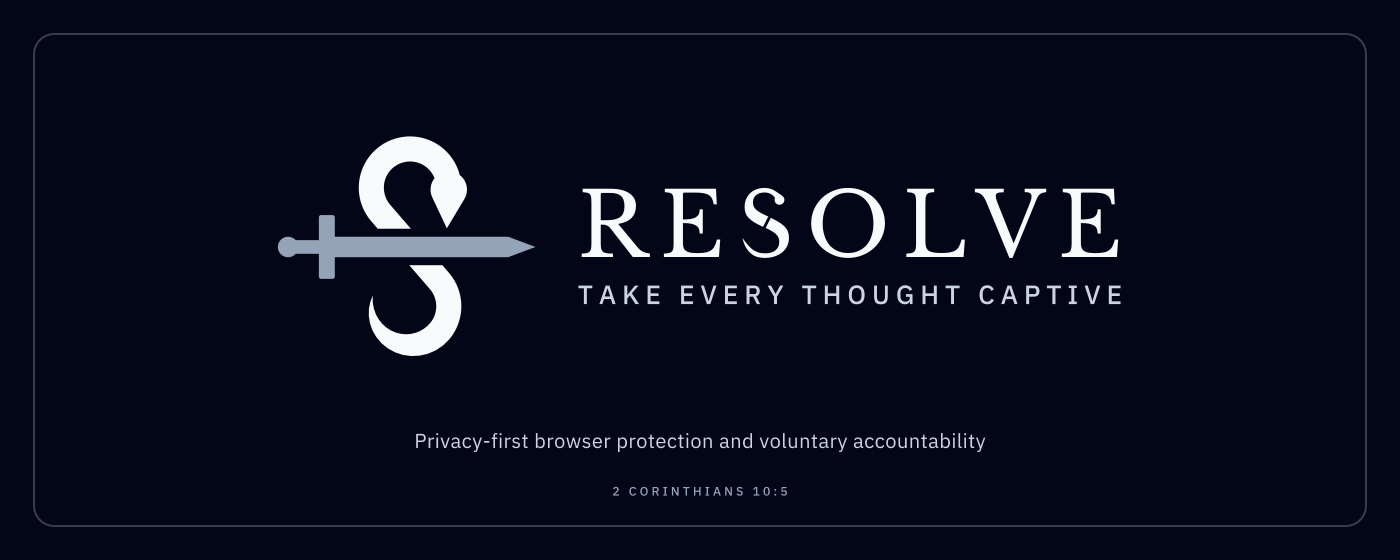 RESOLVE
TAKE EVERY THOUGHT CAPTIVE
Privacy-first browser protection and voluntary accountability
2 CORINTHIANS 10:5